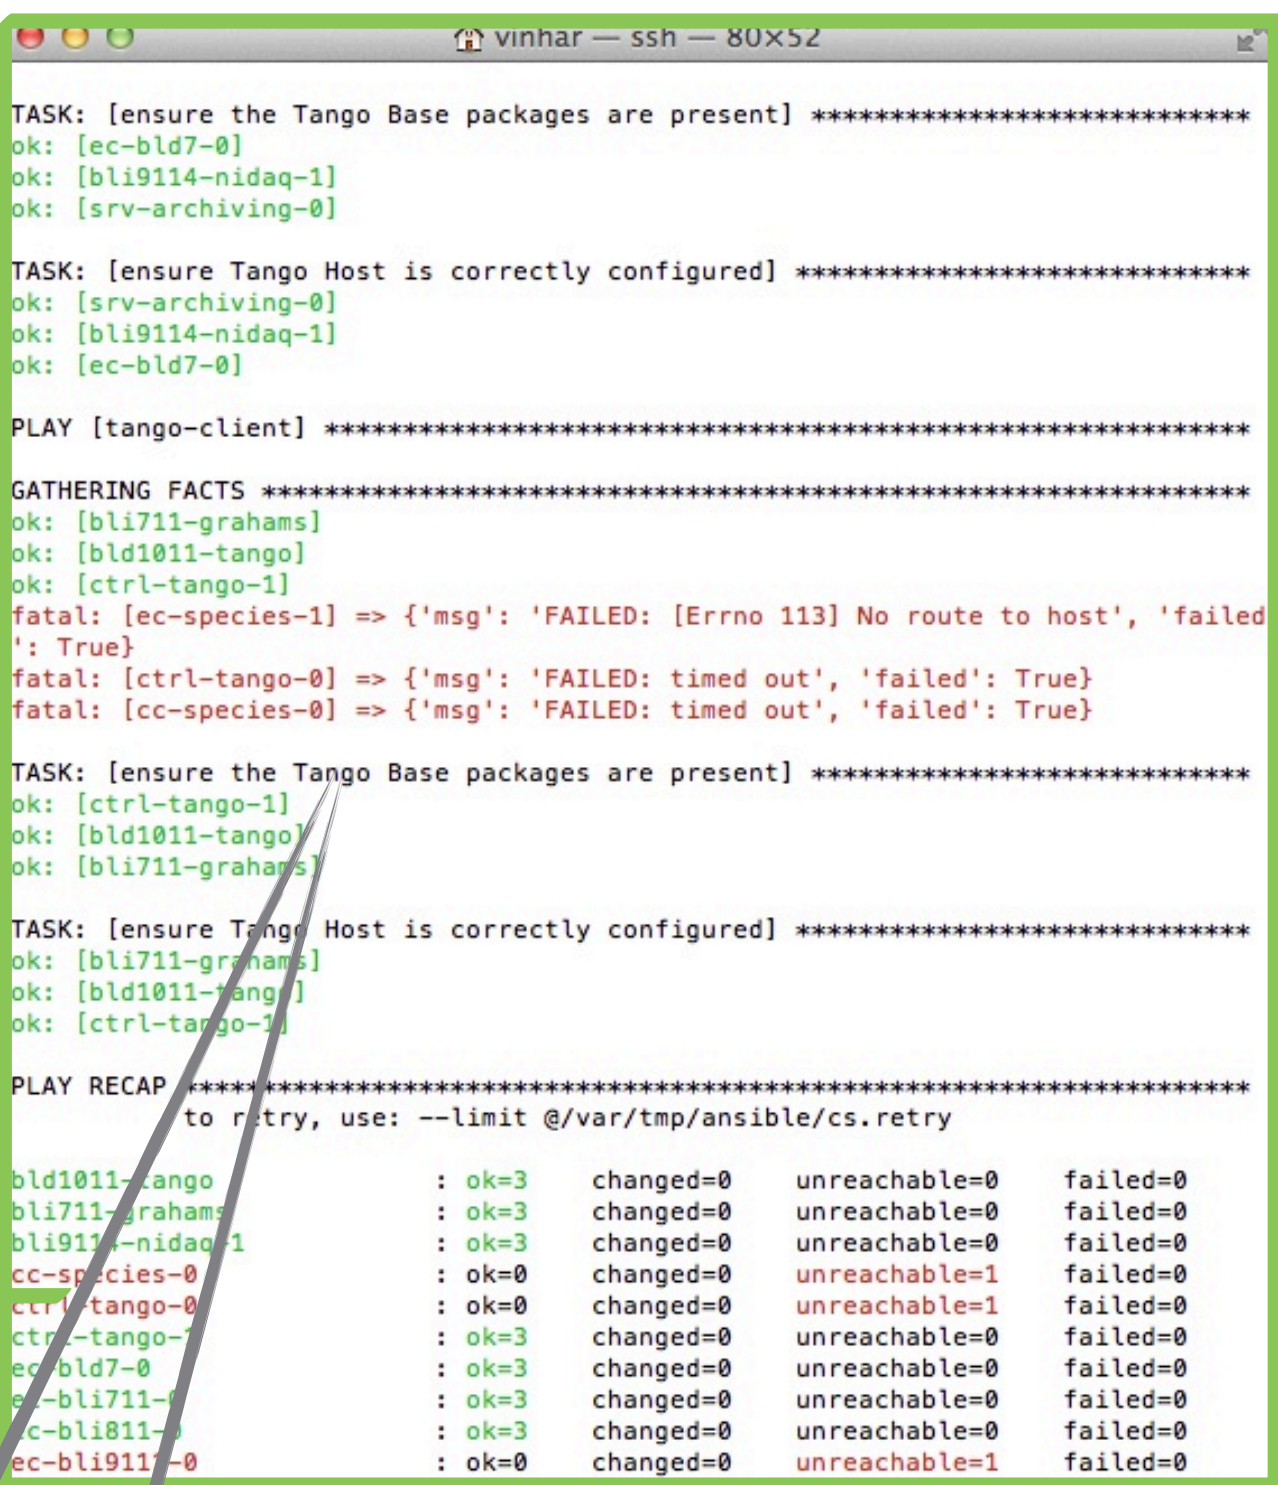 vinhar — ssh — 80×52
TASK: [ensure the Tango Base packages are present] ****************************
ok: [ec-bld7-0]
ok: [bli9114-nidaq-1]
ok: [srv-archiving-0]
TASK: [ensure Tango Host is correctly configured] *****************************
ok: [srv-archiving-0]
ok: [bli9114-nidaq-1]
ok: [ec-bld7-0]
PLAY [tango-client] ***********************************************************
GATHERING FACTS ***************************************************************
ok: [bli711-grahams]
ok: [bld1011-tango]
ok: [ctrl-tango-1]
fatal: [ec-species-1] => {'msg': 'FAILED: [Errno 113] No route to host', 'failed
': True}
fatal: [ctrl-tango-0] => {'msg': 'FAILED: timed out', 'failed': True}
fatal: [cc-species-0] => {'msg': 'FAILED: timed out', 'failed': True}
TASK: [ensure the Tango Base packages are present] ****************************
ok: [ctrl-tango-1]
ok: [bld1011-tango]
ok: [bli711-grahams]
TASK: [ensure Tango Host is correctly configured] *****************************
ok: [bli711-grahams]
ok: [bld1011-tango]
ok: [ctrl-tango-1]
PLAY RECAP ********************************************************************
to retry, use: --limit @/var/tmp/ansible/cs.retry
bld1011-tango : ok=3 changed=0 unreachable=0 failed=0
bli711-grahams : ok=3 changed=0 unreachable=0 failed=0
bli9114-nidaq-1 : ok=3 changed=0 unreachable=0 failed=0
cc-species-0 : ok=0 changed=0 unreachable=1 failed=0
ctrl-tango-0 : ok=0 changed=0 unreachable=1 failed=0
ctrl-tango-1 : ok=3 changed=0 unreachable=0 failed=0
ec-bld7-0 : ok=3 changed=0 unreachable=0 failed=0
ec-bli711-0 : ok=3 changed=0 unreachable=0 failed=0
ec-bli811-0 : ok=3 changed=0 unreachable=0 failed=0
: ok=0 changed=0 unreachable=1 failed=0